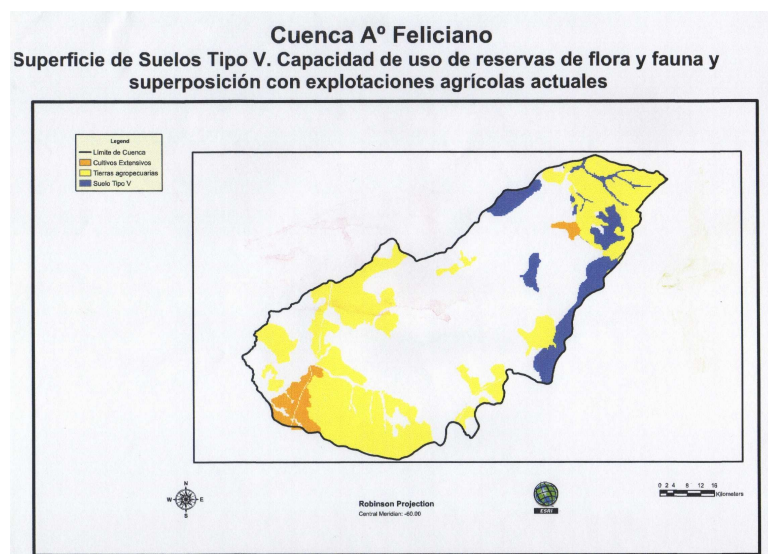 Cuenca Aº Feliciano
Superficie de Suelos Tipo V. Capacidad de uso de reservas de flora y fauna y
superposición con explotaciones agrícolas actuales
Legend
Limite de Cuenca
Cultivos Extensivos
Tierras agropecuarias
Suelo Tipo V
N
W E
S
Robinson Projection
Central Meridian: -60.00
ESRI
0 2 4 8 12 16
Kilometers